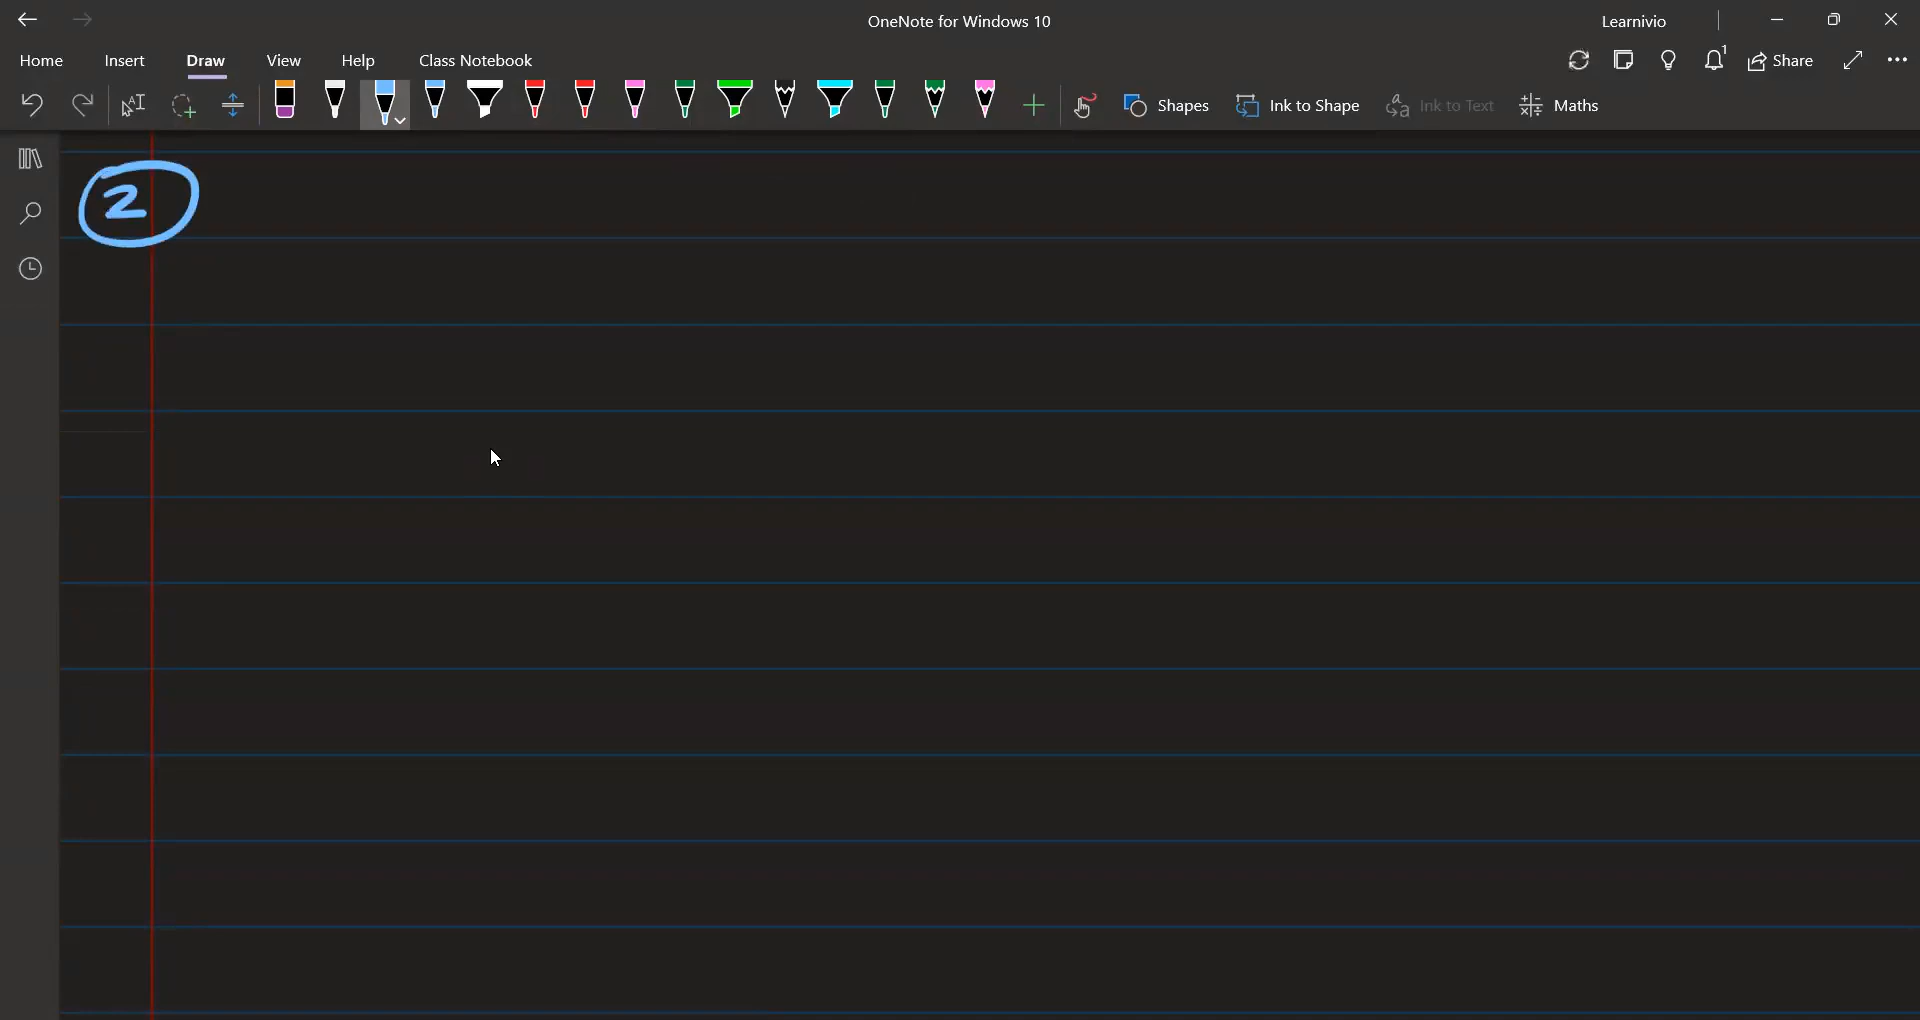 OneNote for Windows 10
Learnivio
Home Insert Draw View Help Class Notebook
1
Share
Shapes Ink to Shape Ink to Text Maths
2